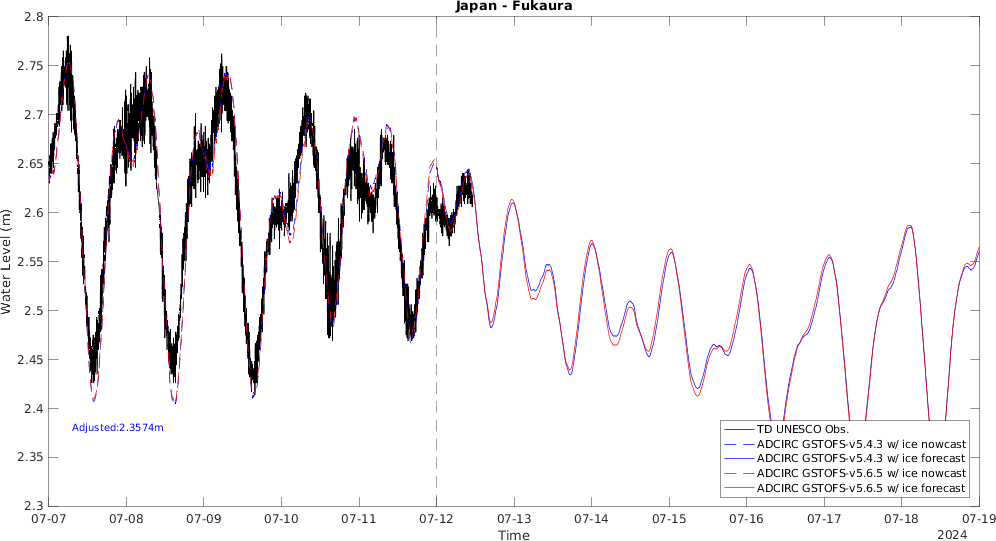 Japan - Fukaura
2.8
2.75
2.7
2.65
2.6
2.55
2.5
2.45
2.4
2.35
2.3
Water Level (m)
Adjusted:2.3574m
TD UNESCO Obs.
ADCIRC GSTOFS-v5.4.3 w/ ice nowcast
ADCIRC GSTOFS-v5.4.3 w/ ice forecast
ADCIRC GSTOFS-v5.6.5 w/ ice nowcast
ADCIRC GSTOFS-v5.6.5 w/ ice forecast
07-07 07-08 07-09 07-10 07-11 07-12 07-13 07-14 07-15 07-16 07-17 07-18 07-19
Time
2024